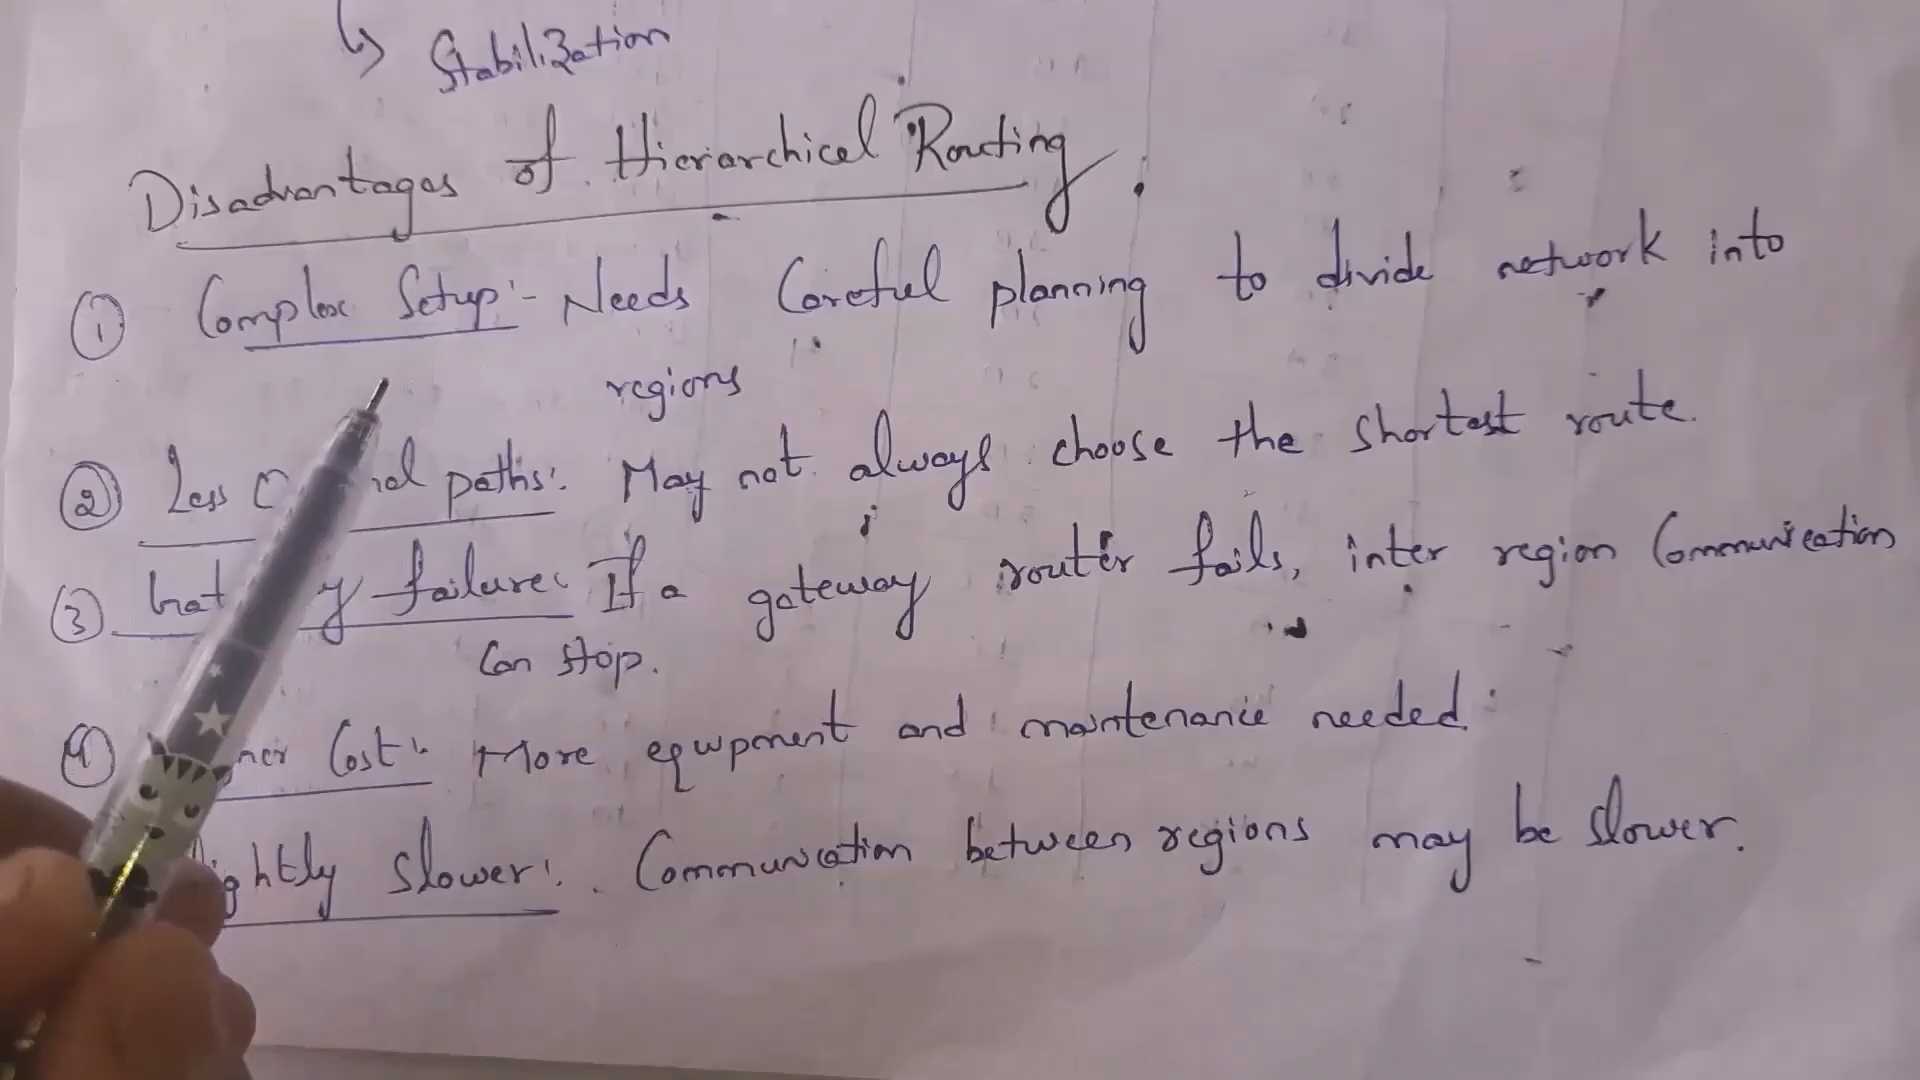 ↳ Stabilization
Disadvantages of Hierarchical Routing
① Complex Setup:- Needs Careful planning to divide network into
regions
② Less paths: May not always choose the shortest route.
③ failure: If a gateway router fails, inter region Communication
Can stop.
④ Cost: More equipment and maintenance needed.
slower: Communication between regions may be slower.